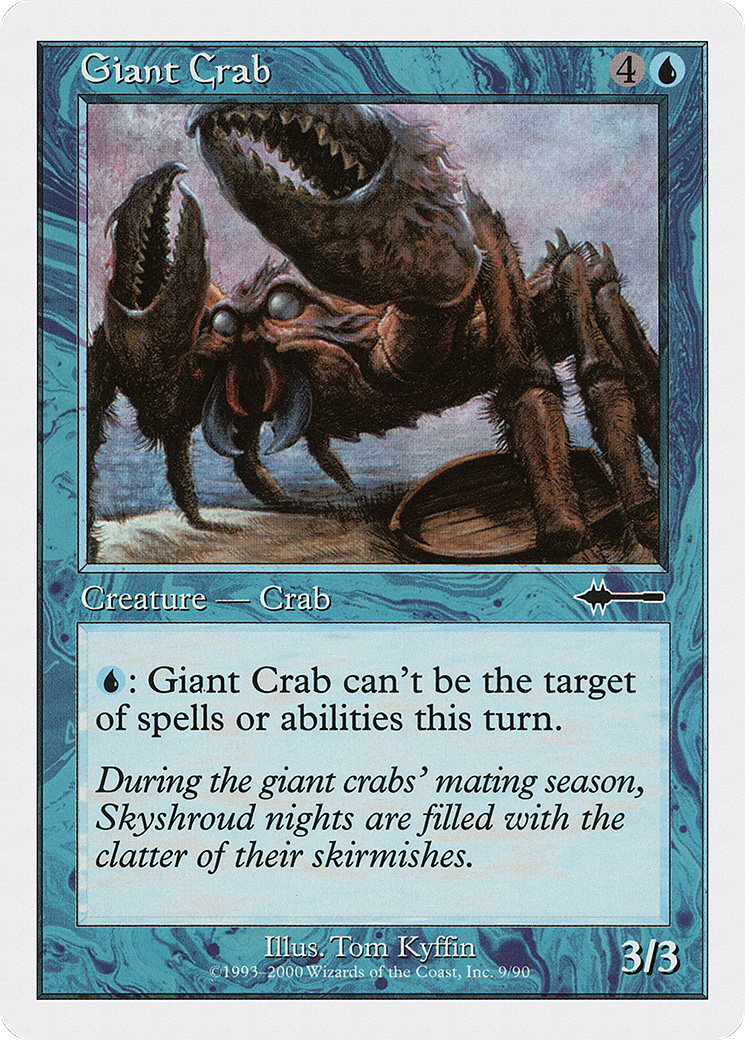 Giant Crab
4
Creature — Crab
: Giant Crab can't be the target
of spells or abilities this turn.
During the giant crabs' mating season,
Skyshroud nights are filled with the
clatter of their skirmishes.
Illus. Tom Kyffin
©1993–2000 Wizards of the Coast, Inc. 9/90
3/3